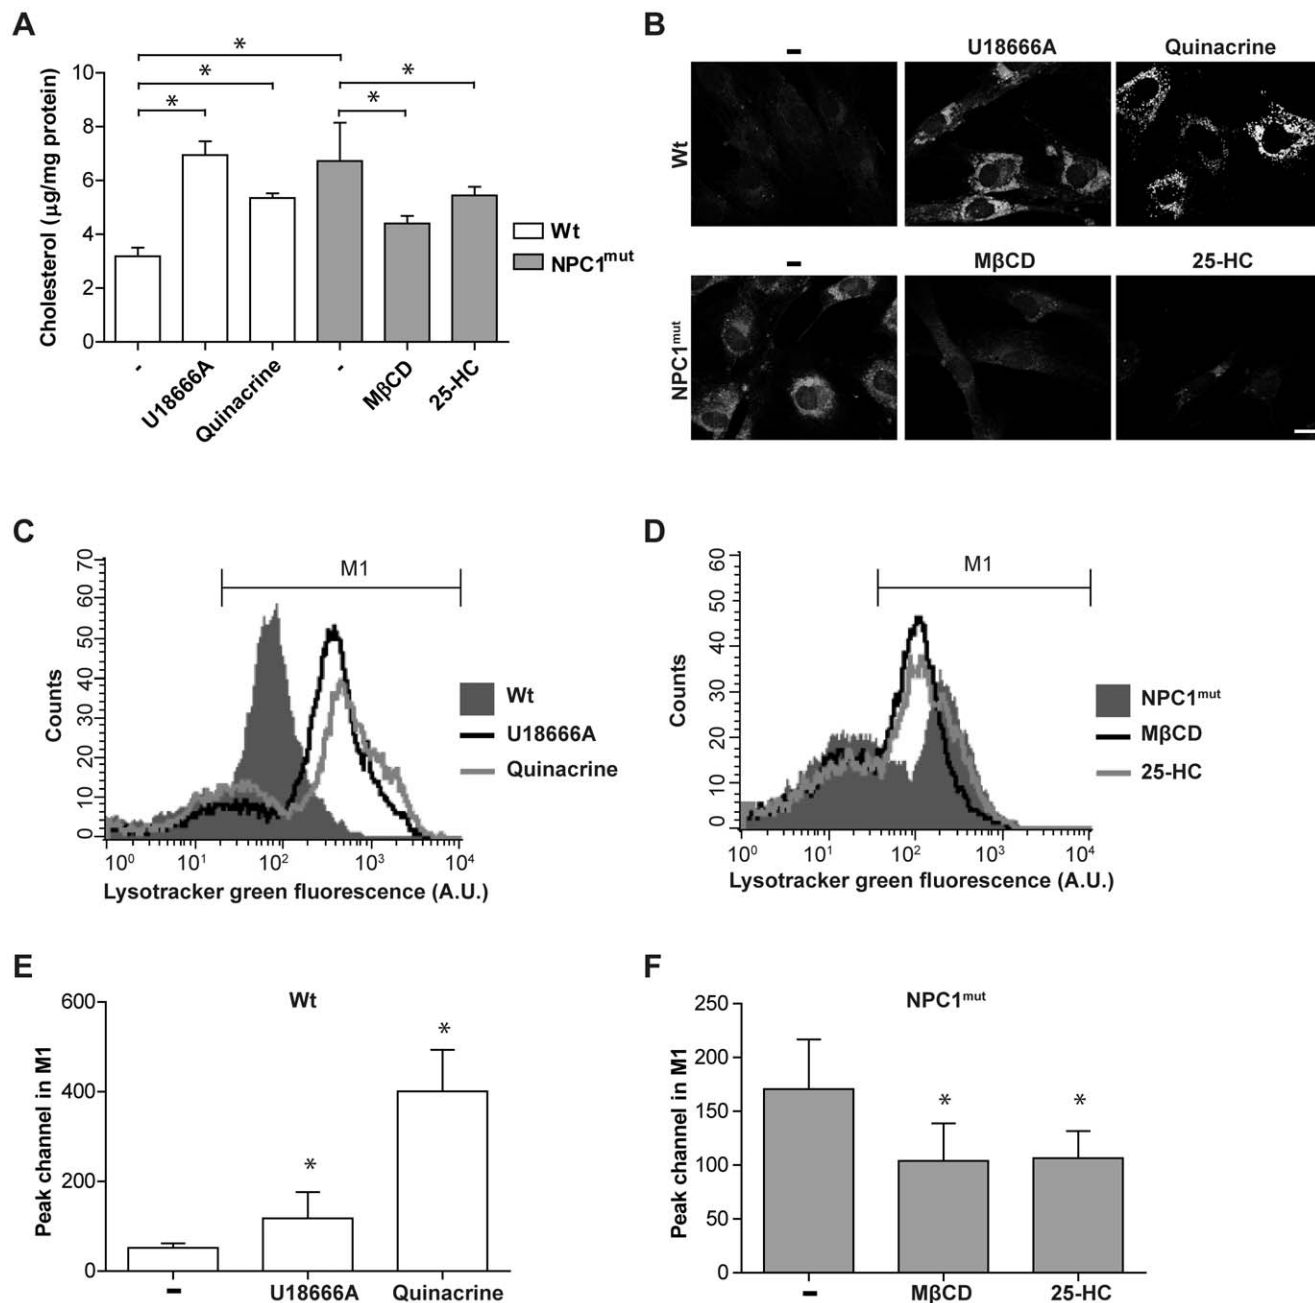 A
*
*
*
*
*
Cholesterol (µg/mg protein)
10
8
6
4
2
0
-
U18666A
Quinacrine
-
MβCD
25-HC
Wt
NPC1mut
B
-
U18666A
Quinacrine
Wt
-
MβCD
25-HC
NPC1mut
C
M1
Counts
70
60
50
40
30
20
10
0
10⁰ 10¹ 10² 10³ 10⁴
Lysotracker green fluorescence (A.U.)
Wt
U18666A
Quinacrine
D
M1
Counts
60
50
40
30
20
10
0
10⁰ 10¹ 10² 10³ 10⁴
Lysotracker green fluorescence (A.U.)
NPC1mut
MβCD
25-HC
E
Wt
Peak channel in M1
600
400
200
0
*
*
-
U18666A
Quinacrine
F
NPC1mut
Peak channel in M1
250
200
150
100
50
0
*
*
-
MβCD
25-HC